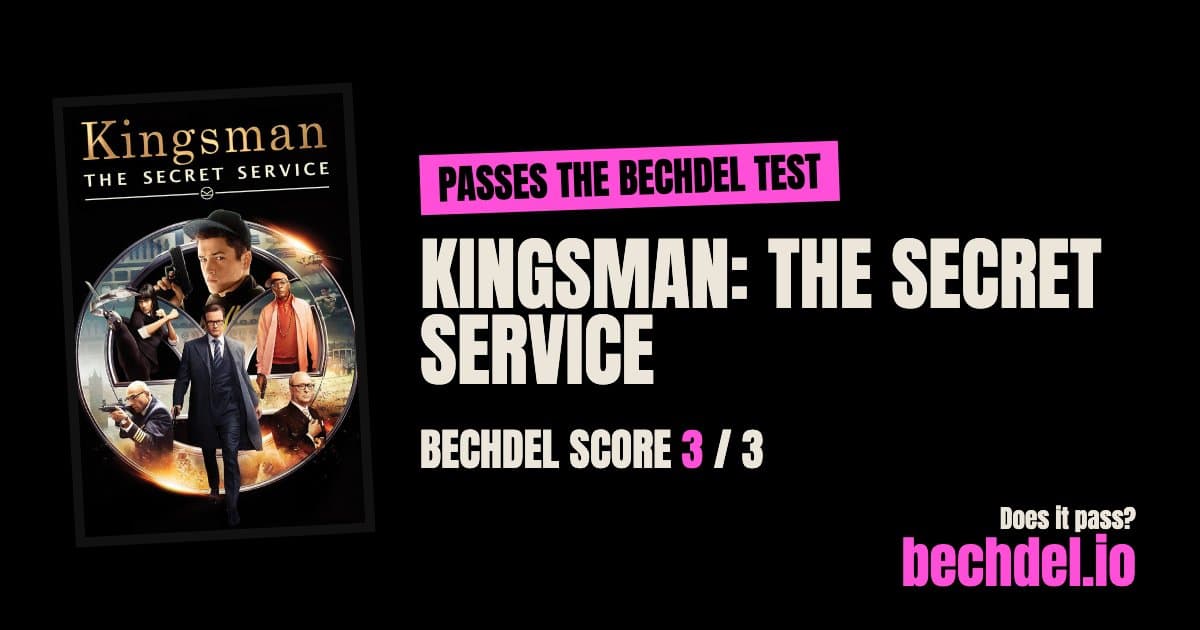 Kingsman
THE SECRET SERVICE
PASSES THE BECHDEL TEST
KINGSMAN: THE SECRET
SERVICE
BECHDEL SCORE 3 / 3
Does it pass?
bechdel.io